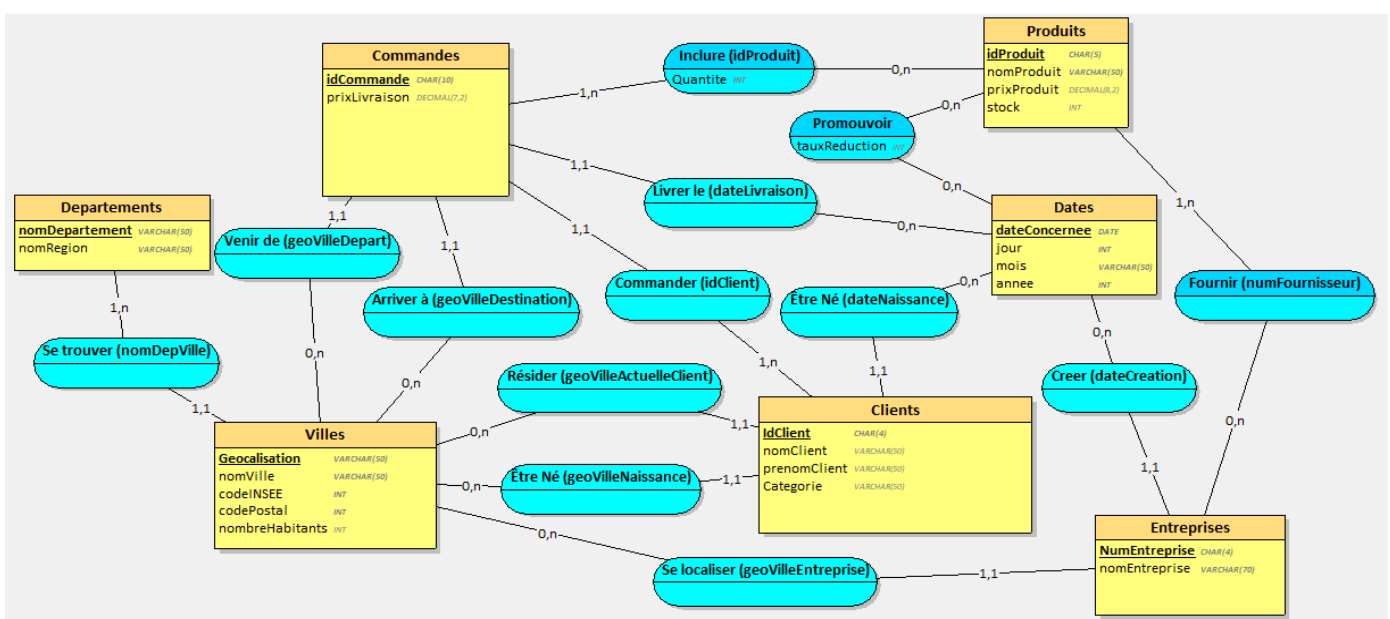 Commandes
idCommande CHAR(10)
prixLivraison DECIMAL(7,2)
Inclure (idProduit)
Quantite INT
Produits
idProduit CHAR(5)
nomProduit VARCHAR(50)
prixProduit DECIMAL(8,2)
stock INT
1,n
0,n
0,n
Promouvoir
tauxReduction INT
0,n
1,1
Livrer le (dateLivraison)
0,n
Departements
nomDepartement VARCHAR(50)
nomRegion VARCHAR(50)
1,1
Venir de (geoVilleDepart)
1,1
1,1
Dates
dateConcernee DATE
jour INT
mois VARCHAR(50)
annee INT
1,n
Commander (idClient)
Être Né (dateNaissance)
0,n
Fournir (numFournisseur)
Arriver à (geoVilleDestination)
1,n
0,n
Se trouver (nomDepVille)
0,n
1,n
1,1
Creer (dateCreation)
0,n
Résider (geoVilleActuelleClient)
1,1
0,n
1,1
0,n
Villes
Geocalisation VARCHAR(50)
nomVille VARCHAR(50)
codeINSEE INT
codePostal INT
nombreHabitants INT
Clients
IdClient CHAR(4)
nomClient VARCHAR(50)
prenomClient VARCHAR(50)
Categorie VARCHAR(50)
0,n
Être Né (geoVilleNaissance)
1,1
1,1
0,n
Se localiser (geoVilleEntreprise)
1,1
Entreprises
NumEntreprise CHAR(4)
nomEntreprise VARCHAR(70)